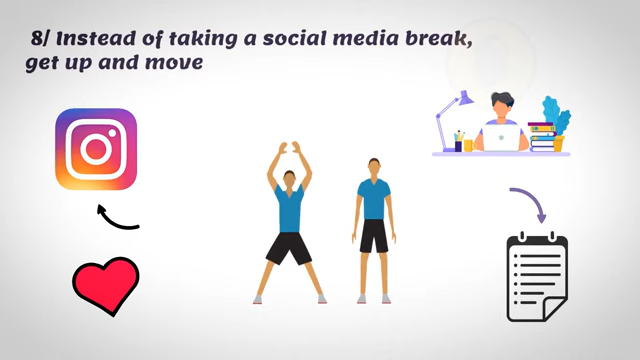 8/ Instead of taking a social media break,
get up and move